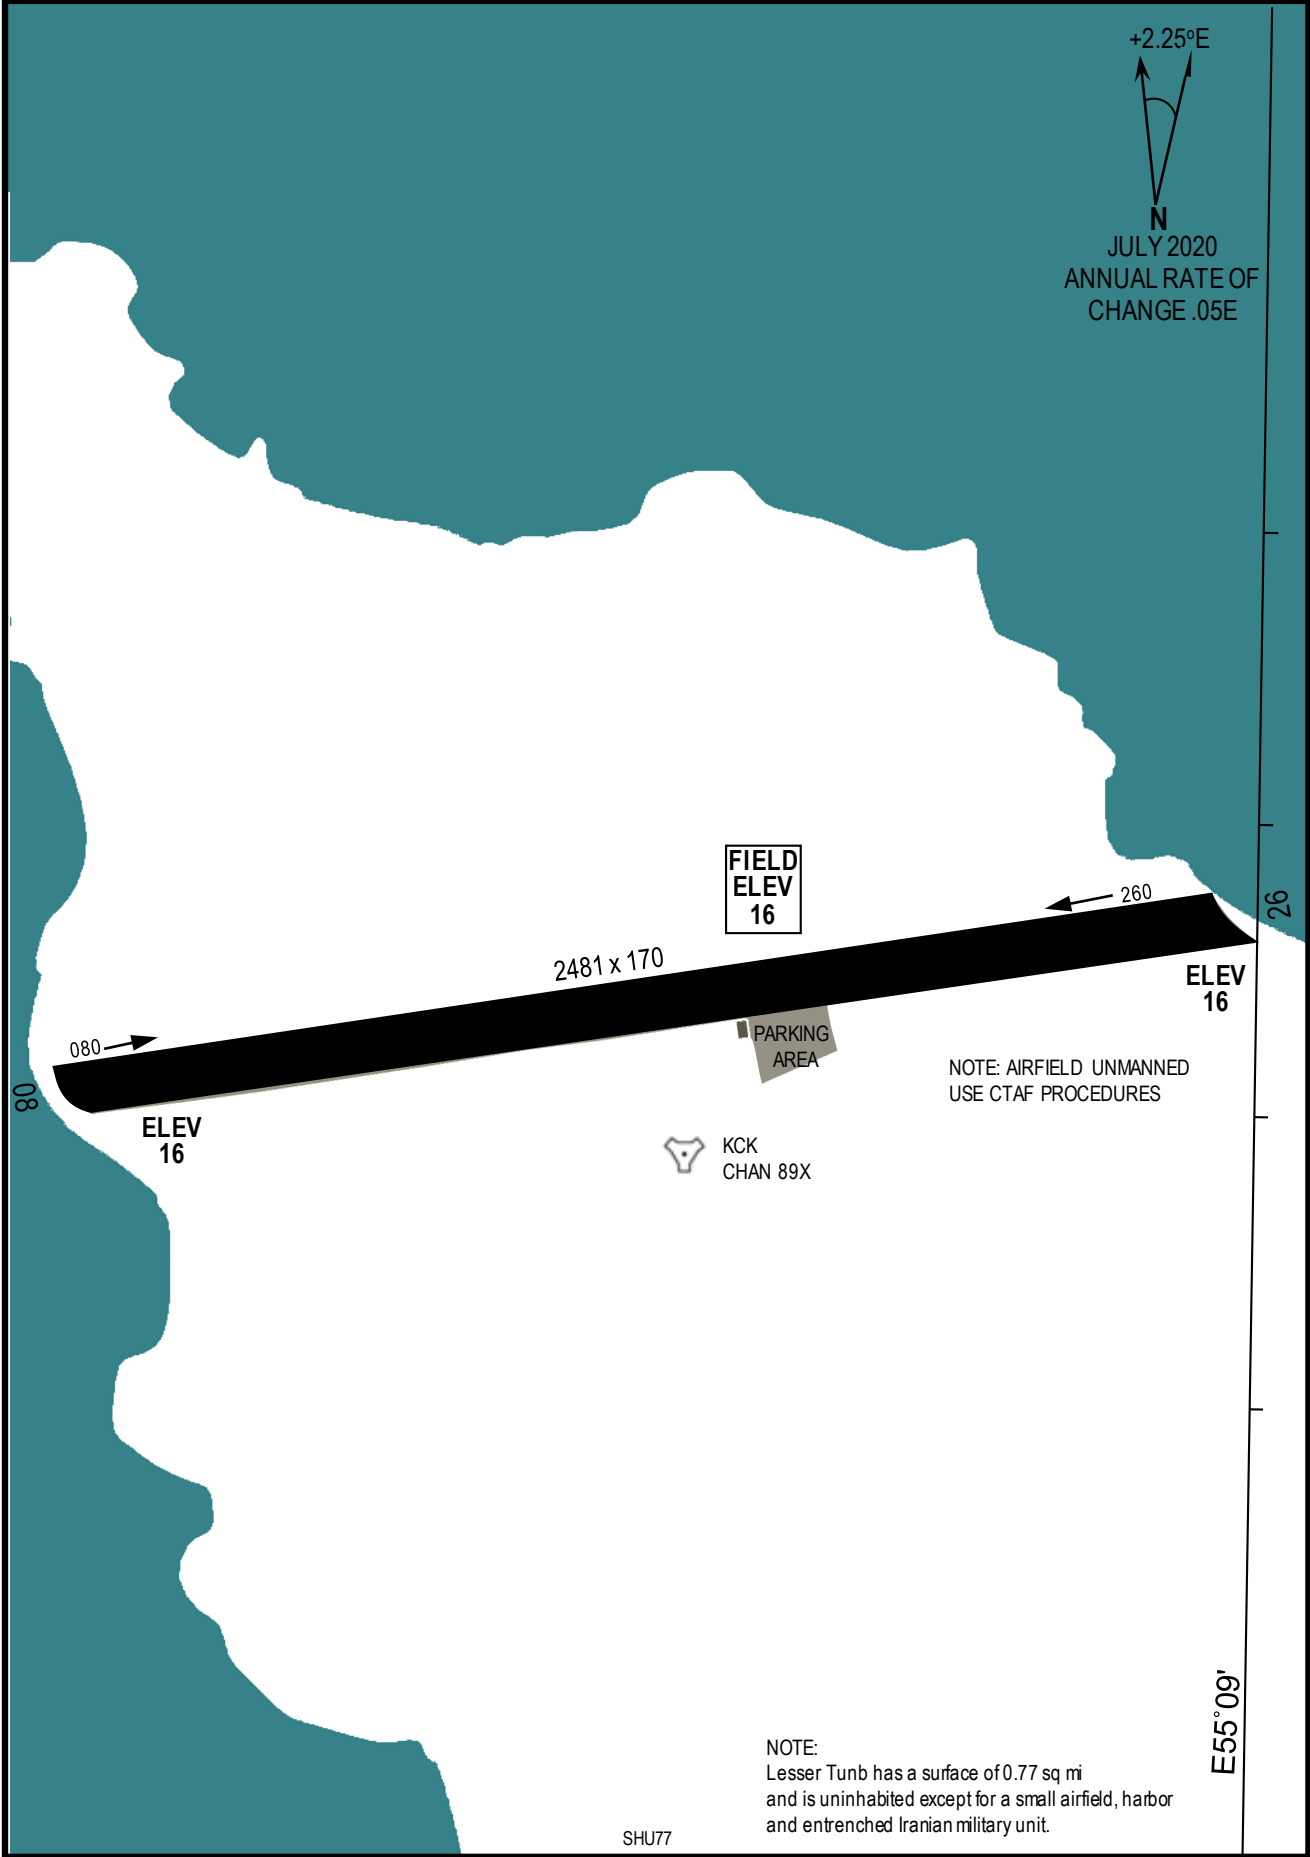 +2.25ºE
N
JULY 2020
ANNUAL RATE OF
CHANGE .05E
FIELD
ELEV
16
260
26
2481 x 170
ELEV
16
080
PARKING
AREA
NOTE: AIRFIELD UNMANNED
USE CTAF PROCEDURES
08
ELEV
16
KCK
CHAN 89X
E55°09'
NOTE:
Lesser Tunb has a surface of 0.77 sq mi
and is uninhabited except for a small airfield, harbor
and entrenched Iranian military unit.
SHU77